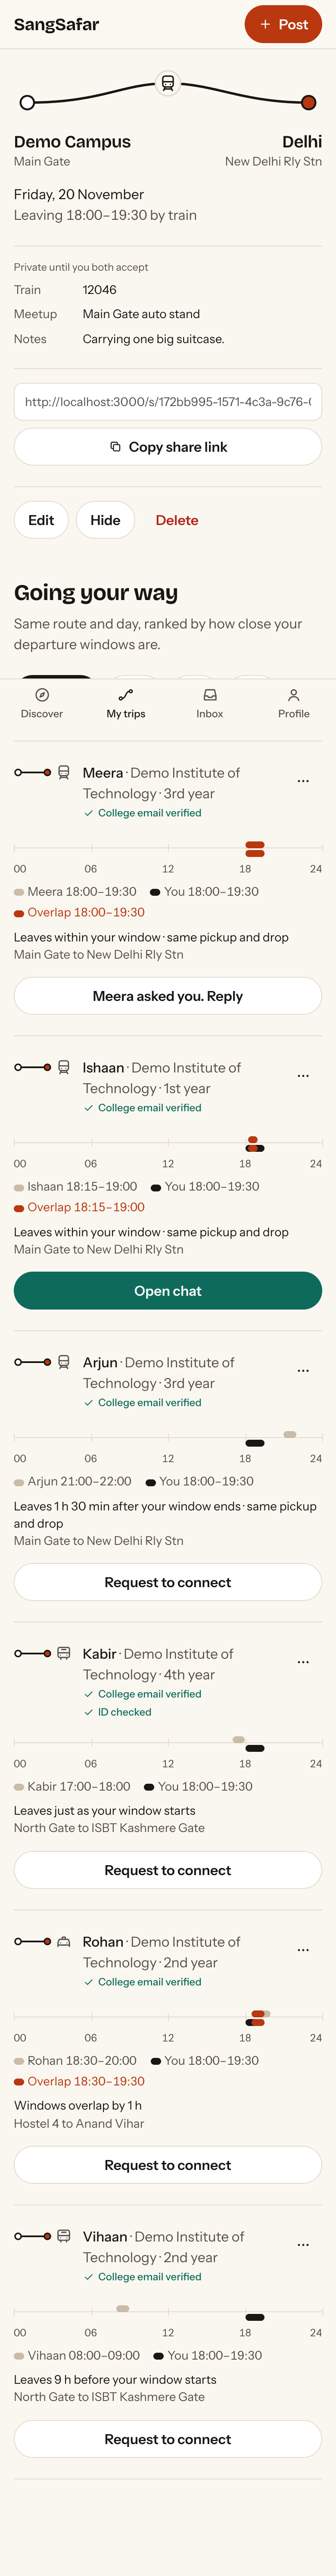 SangSafar
+ Post
Demo Campus
Delhi
Main Gate
New Delhi Rly Stn
Friday, 20 November
Leaving 18:00–19:30 by train
Private until you both accept
Train 12046
Meetup Main Gate auto stand
Notes Carrying one big suitcase.
http://localhost:3000/s/172bb995-1571-4c3a-9c76-
Copy share link
Edit Hide Delete
Going your way
Same route and day, ranked by how close your
departure windows are.
Discover My trips Inbox Profile
Meera · Demo Institute of
Technology · 3rd year
College email verified
00 06 12 18 24
Meera 18:00–19:30 You 18:00–19:30
Overlap 18:00–19:30
Leaves within your window · same pickup and drop
Main Gate to New Delhi Rly Stn
Meera asked you. Reply
Ishaan · Demo Institute of
Technology · 1st year
College email verified
00 06 12 18 24
Ishaan 18:15–19:00 You 18:00–19:30
Overlap 18:15–19:00
Leaves within your window · same pickup and drop
Main Gate to New Delhi Rly Stn
Open chat
Arjun · Demo Institute of
Technology · 3rd year
College email verified
00 06 12 18 24
Arjun 21:00–22:00 You 18:00–19:30
Leaves 1 h 30 min after your window ends · same pickup
and drop
Main Gate to New Delhi Rly Stn
Request to connect
Kabir · Demo Institute of
Technology · 4th year
College email verified
ID checked
00 06 12 18 24
Kabir 17:00–18:00 You 18:00–19:30
Leaves just as your window starts
North Gate to ISBT Kashmere Gate
Request to connect
Rohan · Demo Institute of
Technology · 2nd year
College email verified
00 06 12 18 24
Rohan 18:30–20:00 You 18:00–19:30
Overlap 18:30–19:30
Windows overlap by 1 h
Hostel 4 to Anand Vihar
Request to connect
Vihaan · Demo Institute of
Technology · 2nd year
College email verified
00 06 12 18 24
Vihaan 08:00–09:00 You 18:00–19:30
Leaves 9 h before your window starts
North Gate to ISBT Kashmere Gate
Request to connect